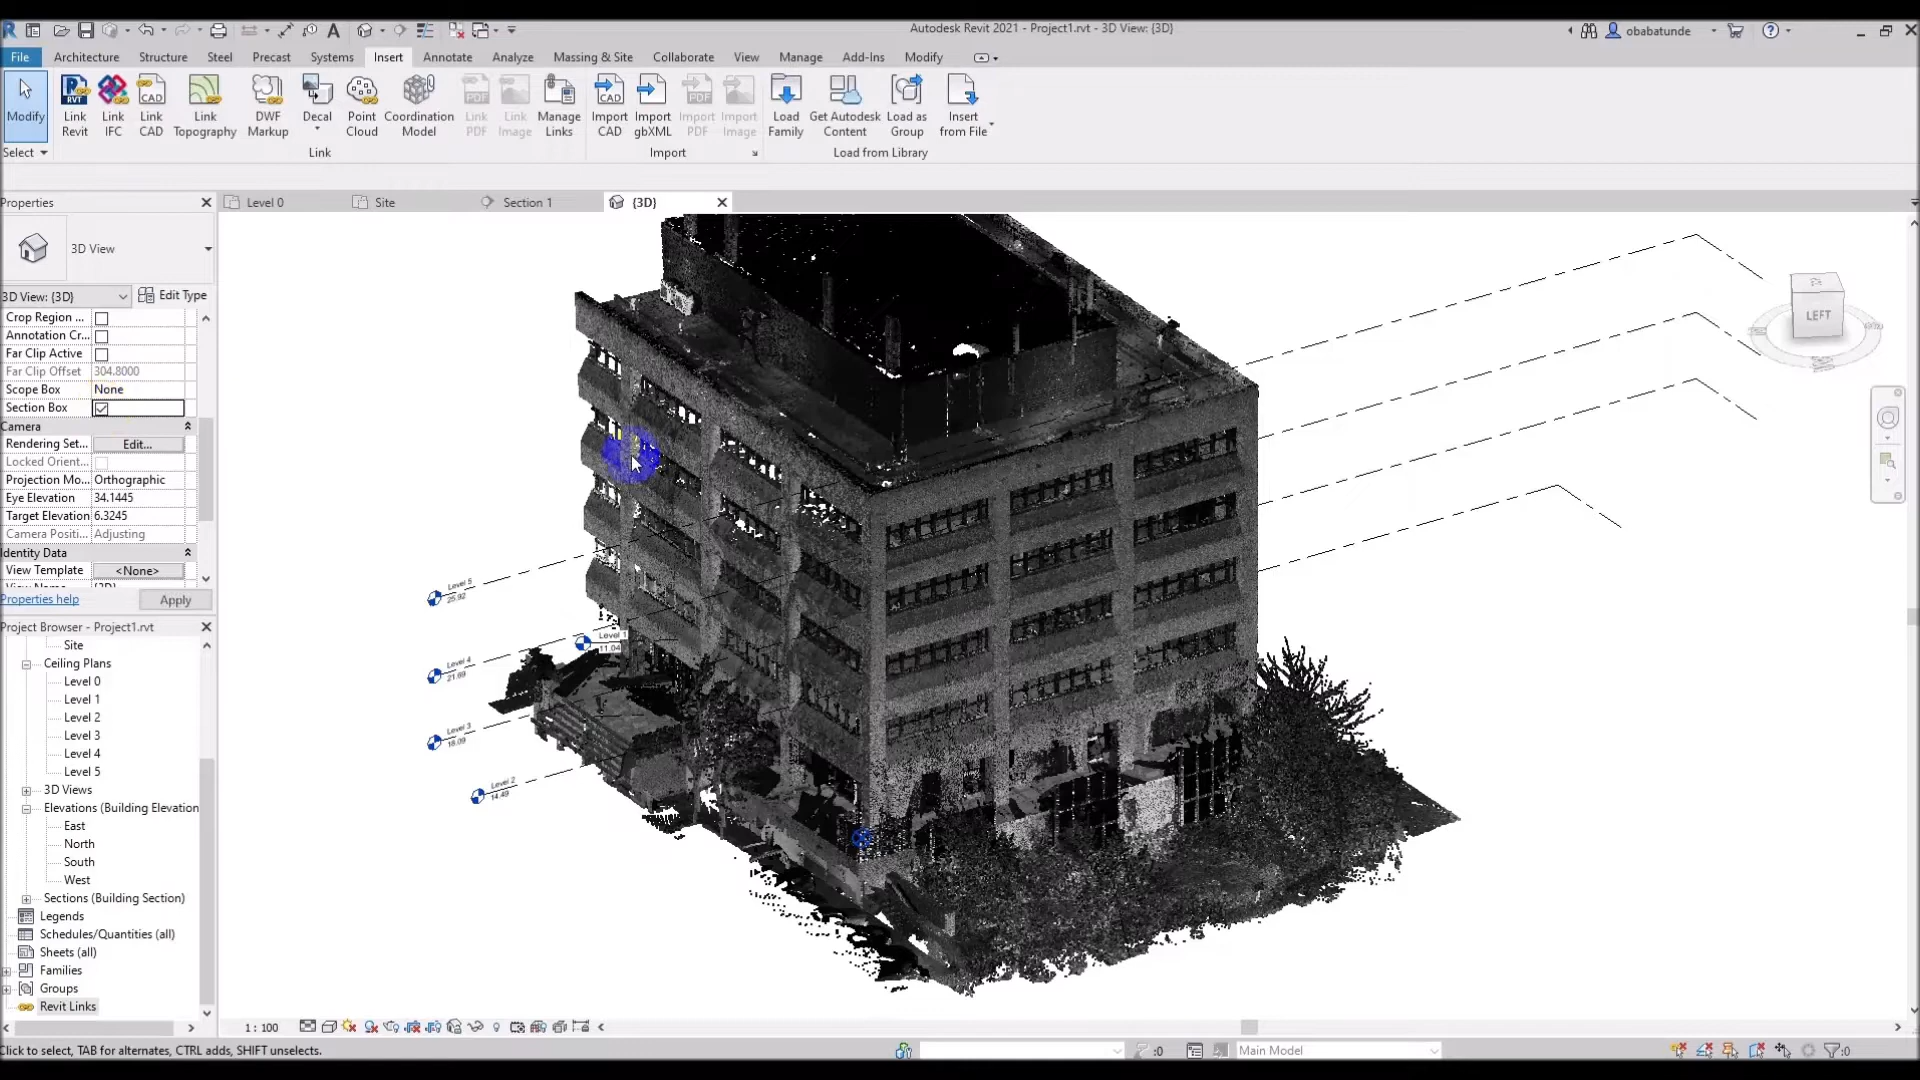 Autodesk Revit 2021 - Project1.rvt - 3D View: {3D}
obabatunde
File
Architecture
Structure
Steel
Precast
Systems
Insert
Annotate
Analyze
Massing & Site
Collaborate
View
Manage
Add-Ins
Modify
Modify
Link Revit
Link IFC
Link CAD
Link Topography
DWF Markup
Decal
Point Cloud
Coordination Model
Link PDF
Link Image
Manage Links
Import CAD
Import gbXML
Import PDF
Import Image
Load Family
Get Autodesk Content
Load as Group
Insert from File
Select
Link
Import
Load from Library
Properties
Level 0
Site
Section 1
{3D}
3D View
3D View: {3D}
Edit Type
Crop Region ...
Annotation Cr...
Far Clip Active
Far Clip Offset 304.8000
Scope Box None
Section Box
Camera
Rendering Set... Edit...
Locked Orient...
Projection Mo... Orthographic
Eye Elevation 34.1445
Target Elevation 6.3245
Camera Positi... Adjusting
Identity Data
View Template <None>
Properties help
Apply
Project Browser - Project1.rvt
Site
Ceiling Plans
Level 0
Level 1
Level 2
Level 3
Level 4
Level 5
3D Views
Elevations (Building Elevation
East
North
South
West
Sections (Building Section)
Legends
Schedules/Quantities (all)
Sheets (all)
Families
Groups
Revit Links
LEFT
Level 5
25.92
Level 1
11.04
Level 4
21.69
Level 3
18.09
Level 2
14.49
1 : 100
Click to select, TAB for alternates, CTRL adds, SHIFT unselects.
:0
Main Model
:0